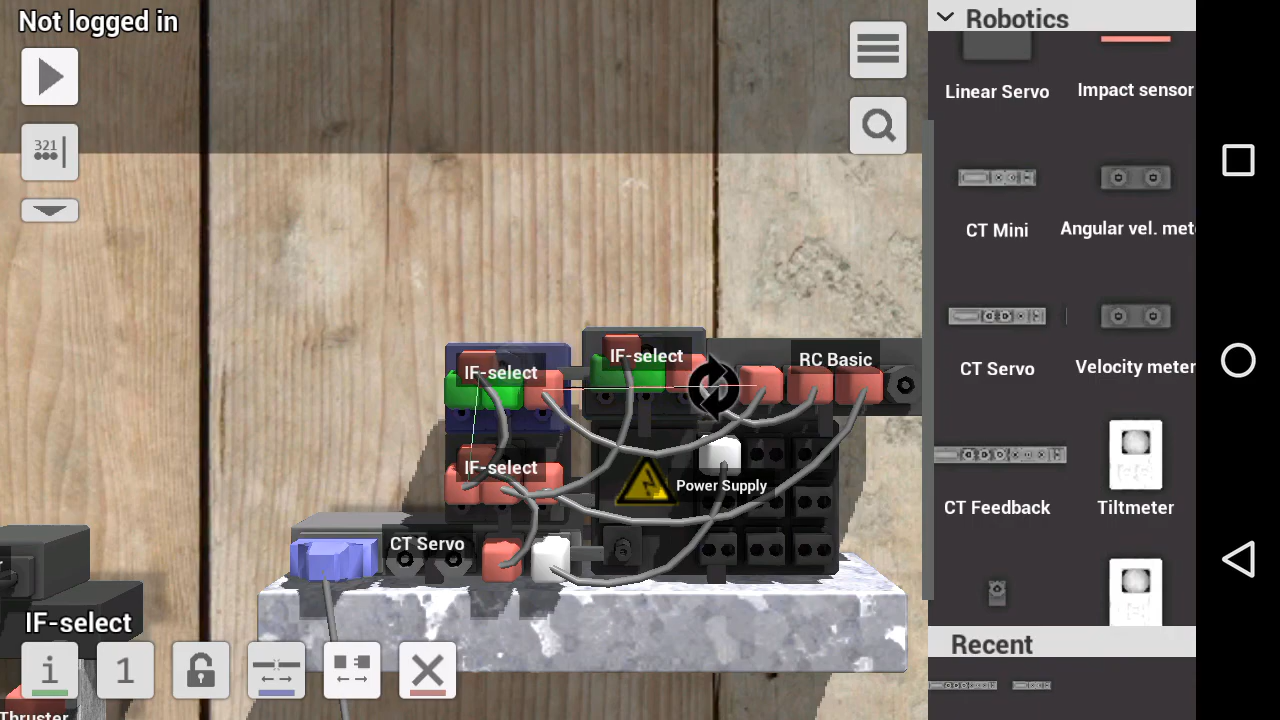 Not logged in
321
Robotics
Linear Servo
Impact sensor
CT Mini
Angular vel. met
CT Servo
Velocity meter
CT Feedback
Tiltmeter
Recent
IF-select
IF-select
RC Basic
IF-select
Power Supply
CT Servo
IF-select
i
1
Thruster